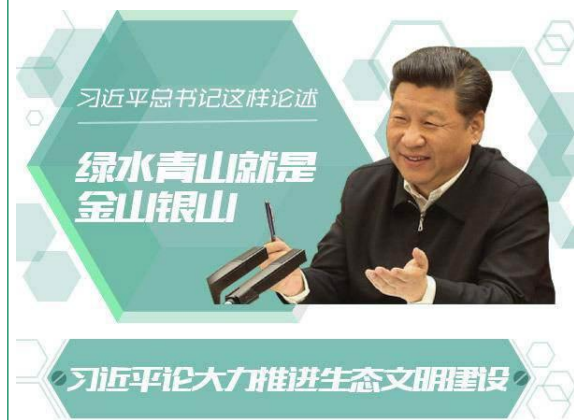 习近平总书记这样论述
绿水青山就是
金山银山
习近平论大力推进生态文明建设